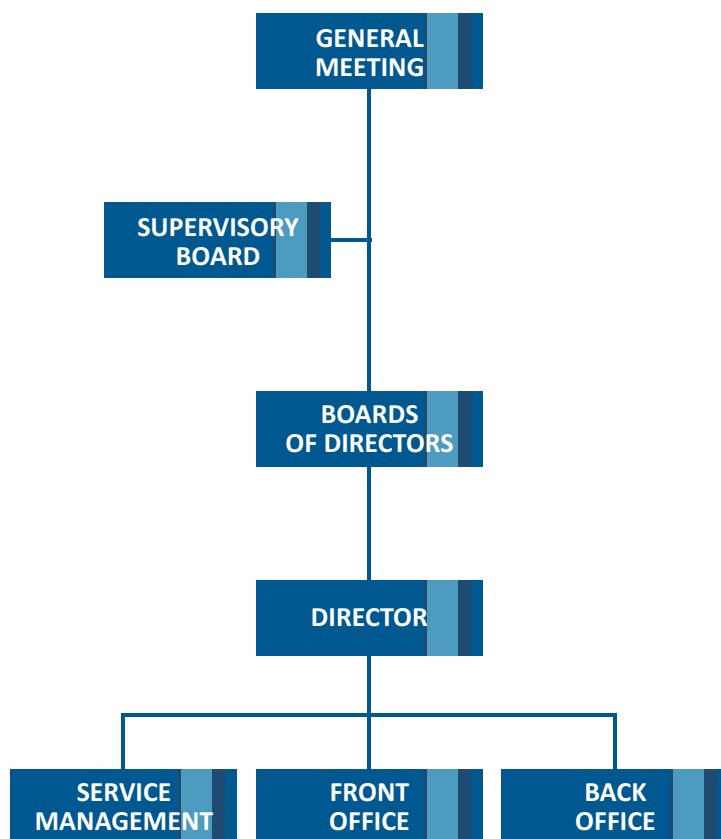 GENERAL
MEETING
SUPERVISORY
BOARD
BOARDS
OF DIRECTORS
DIRECTOR
SERVICE
MANAGEMENT
FRONT
OFFICE
BACK
OFFICE